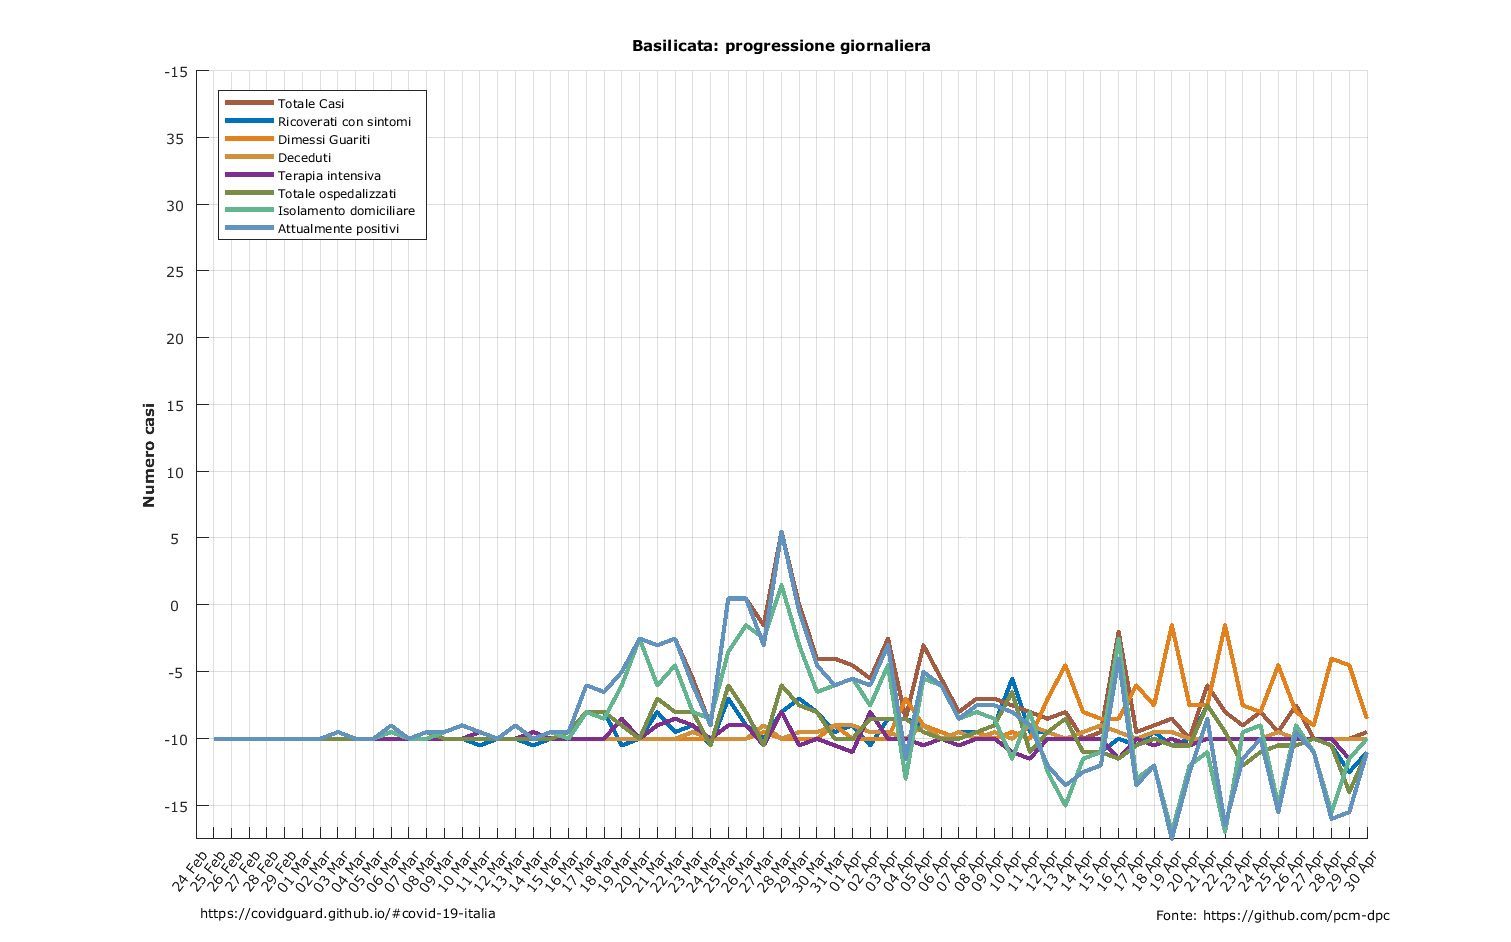 Basilicata: progressione giornaliera
-15
35
30
25
20
15
10
5
0
-5
-10
-15
Numero casi
Totale Casi
Ricoverati con sintomi
Dimessi Guariti
Deceduti
Terapia intensiva
Totale ospedalizzati
Isolamento domiciliare
Attualmente positivi
24 Feb
25 Feb
26 Feb
27 Feb
28 Feb
29 Feb
01 Mar
02 Mar
03 Mar
04 Mar
05 Mar
06 Mar
07 Mar
08 Mar
09 Mar
10 Mar
11 Mar
12 Mar
13 Mar
14 Mar
15 Mar
16 Mar
17 Mar
18 Mar
19 Mar
20 Mar
21 Mar
22 Mar
23 Mar
24 Mar
25 Mar
26 Mar
27 Mar
28 Mar
29 Mar
30 Mar
31 Mar
01 Apr
02 Apr
03 Apr
04 Apr
05 Apr
06 Apr
07 Apr
08 Apr
09 Apr
10 Apr
11 Apr
12 Apr
13 Apr
14 Apr
15 Apr
16 Apr
17 Apr
18 Apr
19 Apr
20 Apr
21 Apr
22 Apr
23 Apr
24 Apr
25 Apr
26 Apr
27 Apr
28 Apr
29 Apr
30 Apr
https://covidguard.github.io/#covid-19-italia
Fonte: https://github.com/pcm-dpc